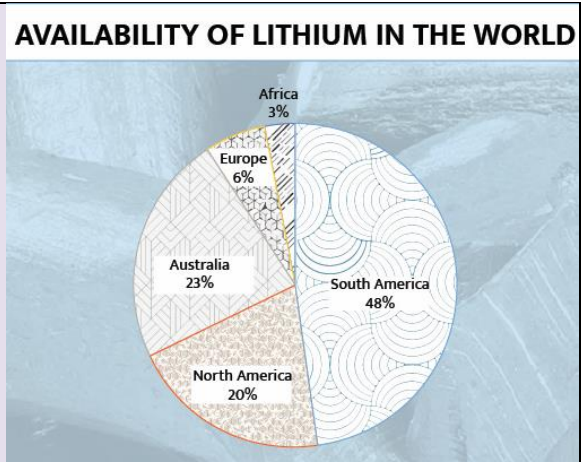 AVAILABILITY OF LITHIUM IN THE WORLD
Africa
3%
Europe
6%
Australia
23%
South America
48%
North America
20%